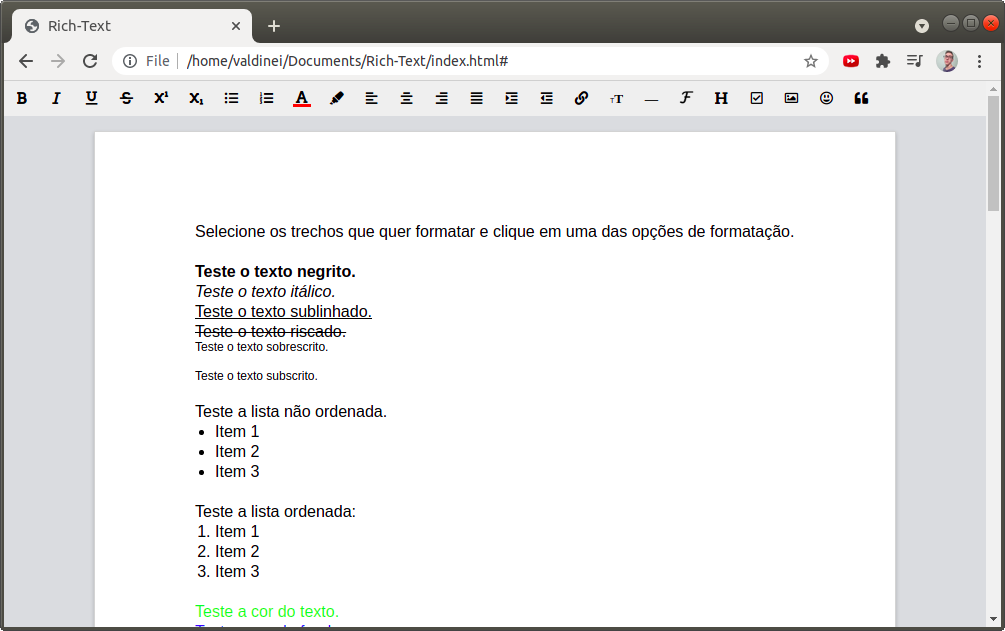 Rich-Text
File
/home/valdinei/Documents/Rich-Text/index.html#
B I U S X¹ X₁ A TT F H
Selecione os trechos que quer formatar e clique em uma das opções de formatação.
Teste o texto negrito.
Teste o texto itálico.
Teste o texto sublinhado.
Teste o texto riscado.
Teste o texto sobrescrito.
Teste o texto subscrito.
Teste a lista não ordenada.
• Item 1
• Item 2
• Item 3
Teste a lista ordenada:
1. Item 1
2. Item 2
3. Item 3
Teste a cor do texto.